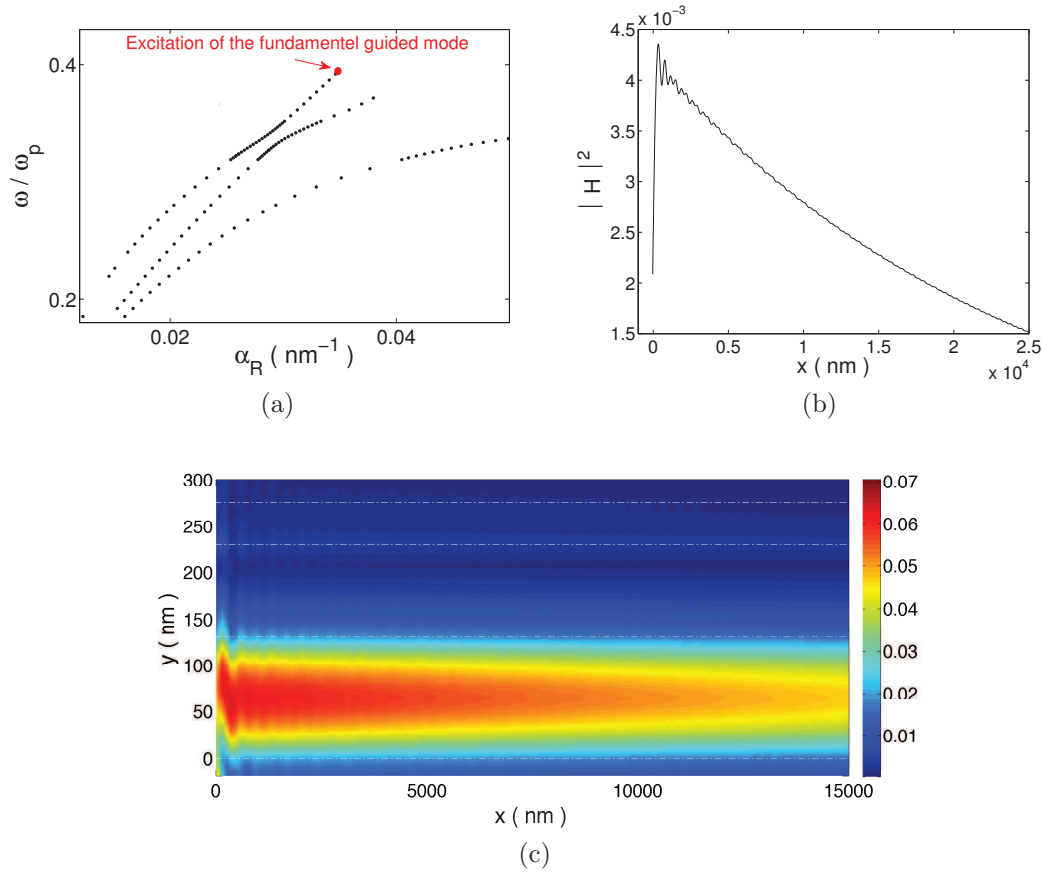 Excitation of the fundamentel guided mode
0.4
0.2
ω / ω_p
0.02 0.04
α_R ( nm⁻¹ )
(a)
x 10⁻³
4.5
4
3.5
3
2.5
2
1.5
| H |²
0 0.5 1 1.5 2 2.5
x ( nm )
x 10⁴
(b)
300
250
200
150
100
50
0
y ( nm )
0 5000 10000 15000
x ( nm )
0.07
0.06
0.05
0.04
0.03
0.02
0.01
(c)